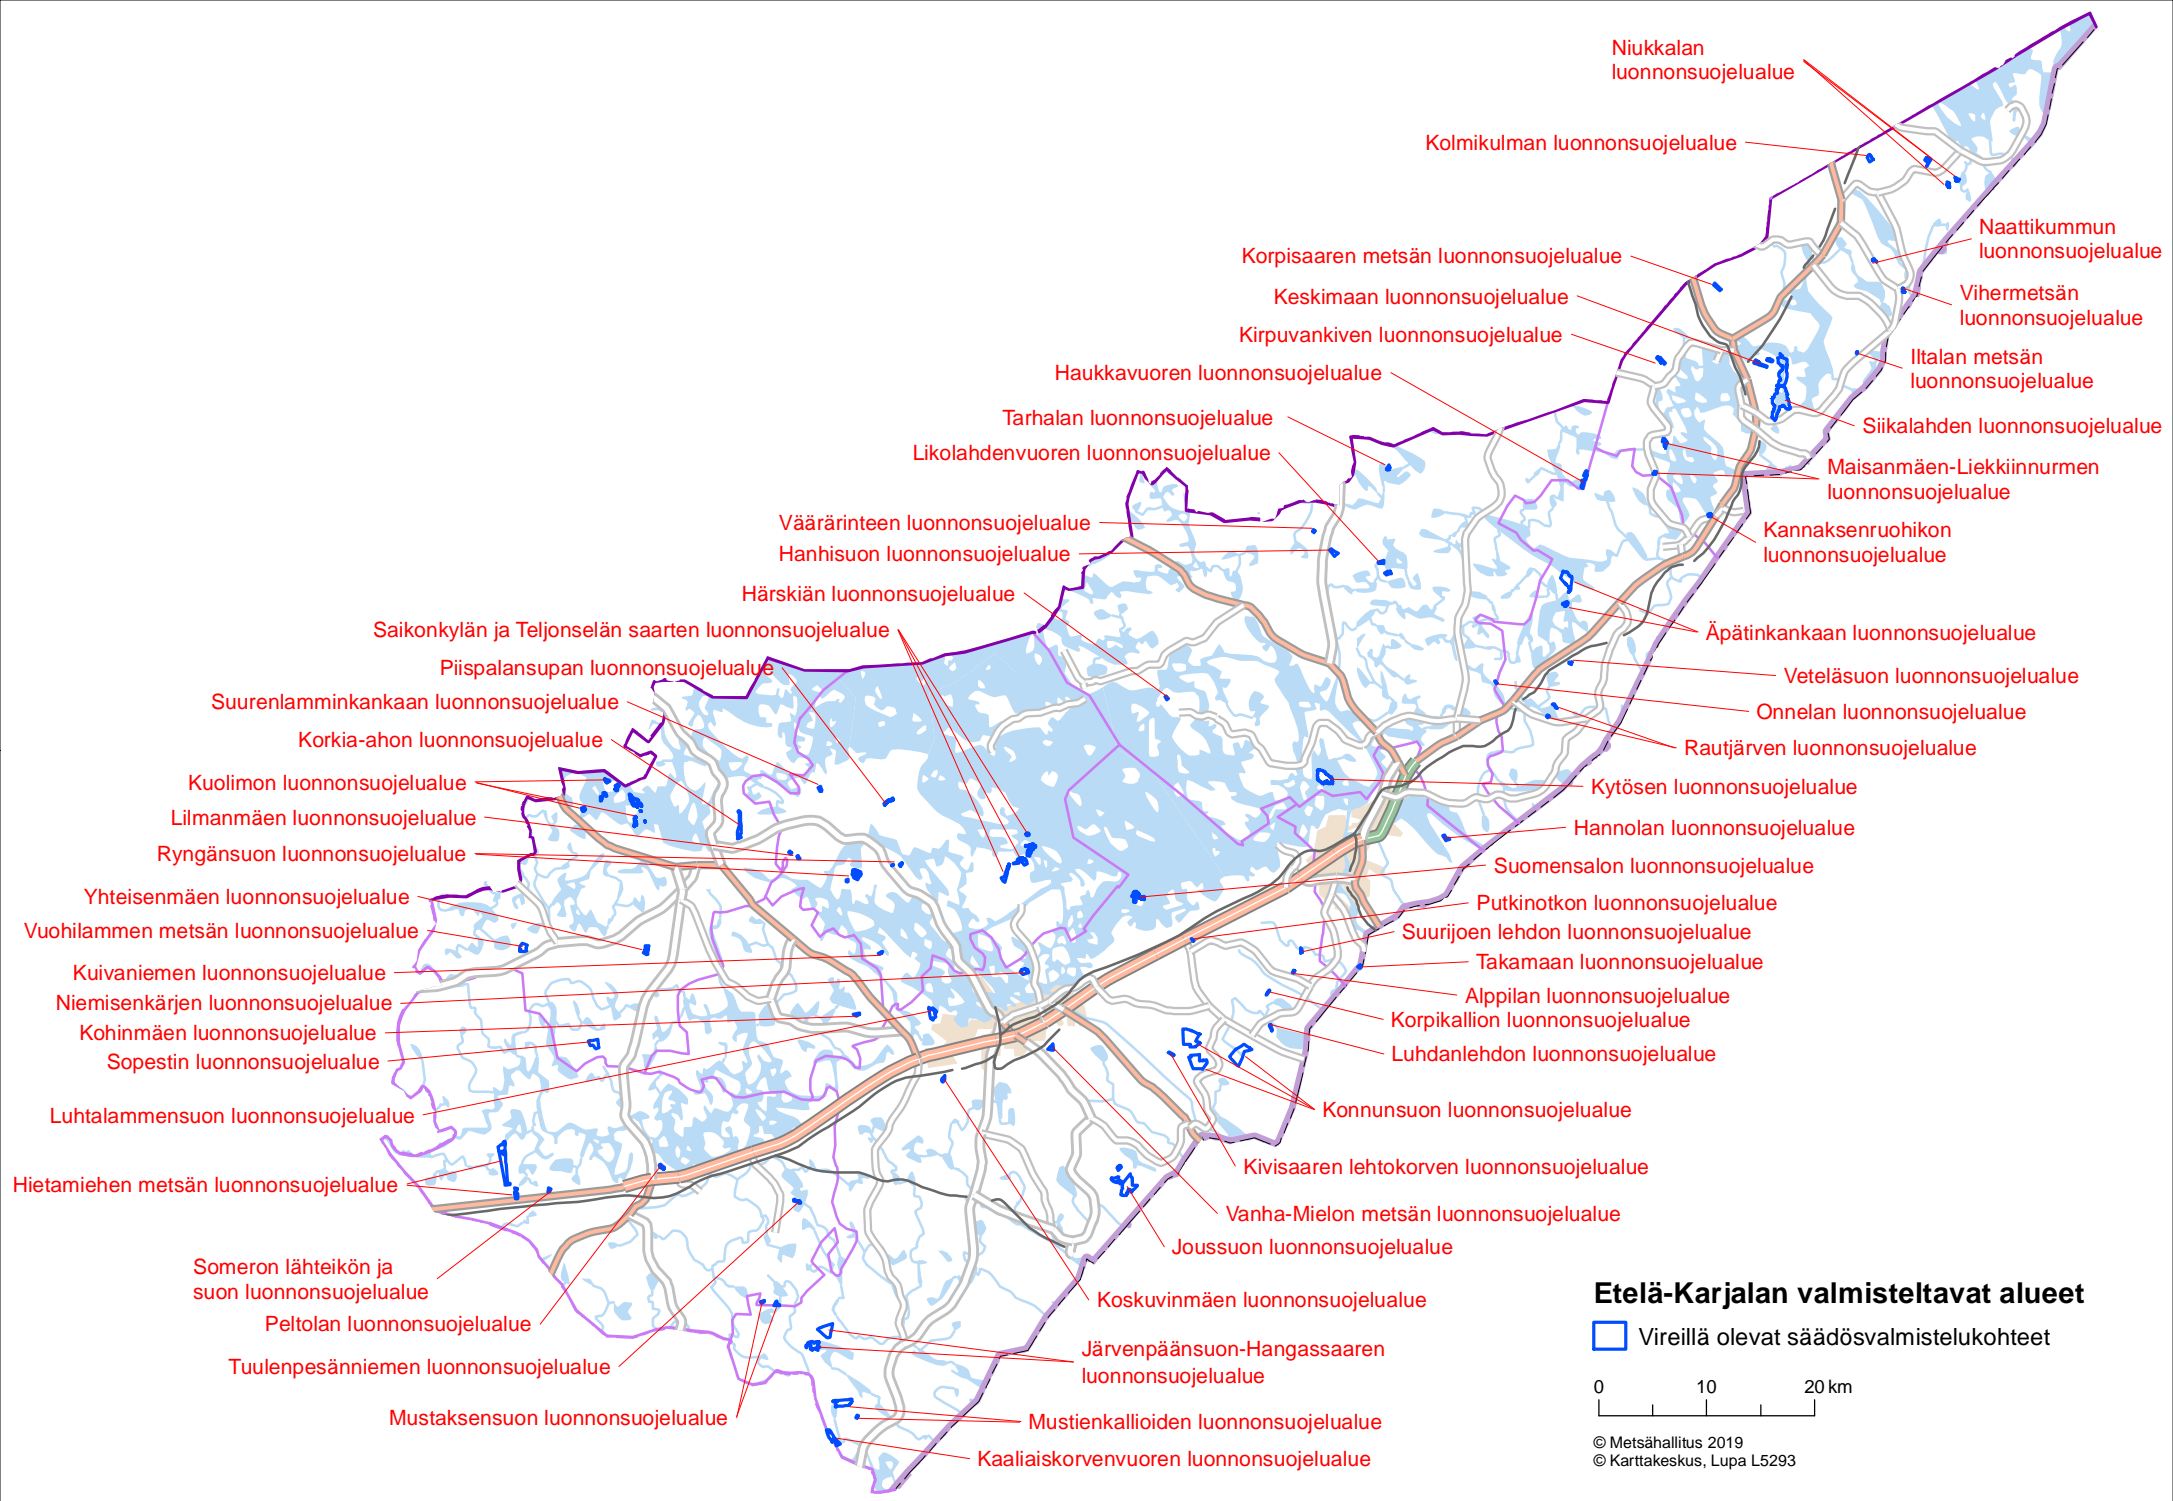 Niukkalan
luonnonsuojelualue
Kolmikulman luonnonsuojelualue
Naattikummun
luonnonsuojelualue
Korpisaaren metsän luonnonsuojelualue
Keskimaan luonnonsuojelualue
Vihermetsän
luonnonsuojelualue
Kirpuvankiven luonnonsuojelualue
Iltalan metsän
luonnonsuojelualue
Haukkavuoren luonnonsuojelualue
Tarhalan luonnonsuojelualue
Siikalahden luonnonsuojelualue
Likolahdenvuoren luonnonsuojelualue
Maisanmäen-Liekkiinnurmen
luonnonsuojelualue
Väärärinteen luonnonsuojelualue
Kannaksenruohikon
luonnonsuojelualue
Hanhisuon luonnonsuojelualue
Härskiän luonnonsuojelualue
Saikonkylän ja Teljonselän saarten luonnonsuojelualue
Äpätinkankaan luonnonsuojelualue
Piispalansupan luonnonsuojelualue
Veteläsuon luonnonsuojelualue
Suurenlamminkankaan luonnonsuojelualue
Onnelan luonnonsuojelualue
Korkia-ahon luonnonsuojelualue
Rautjärven luonnonsuojelualue
Kuolimon luonnonsuojelualue
Kytösen luonnonsuojelualue
Lilmanmäen luonnonsuojelualue
Hannolan luonnonsuojelualue
Ryngänsuon luonnonsuojelualue
Suomensalon luonnonsuojelualue
Yhteisenmäen luonnonsuojelualue
Putkinotkon luonnonsuojelualue
Vuohilammen metsän luonnonsuojelualue
Suurijoen lehdon luonnonsuojelualue
Takamaan luonnonsuojelualue
Kuivaniemen luonnonsuojelualue
Alppilan luonnonsuojelualue
Niemisenkärjen luonnonsuojelualue
Korpikallion luonnonsuojelualue
Kohinmäen luonnonsuojelualue
Luhdanlehdon luonnonsuojelualue
Sopestin luonnonsuojelualue
Konnunsuon luonnonsuojelualue
Luhtalammensuon luonnonsuojelualue
Kivisaaren lehtokorven luonnonsuojelualue
Hietamiehen metsän luonnonsuojelualue
Vanha-Mielon metsän luonnonsuojelualue
Joussuon luonnonsuojelualue
Someron lähteikön ja
suon luonnonsuojelualue
Koskuvinmäen luonnonsuojelualue
Peltolan luonnonsuojelualue
Järvenpäänsuon-Hangassaaren
luonnonsuojelualue
Tuulenpesänniemen luonnonsuojelualue
Mustaksensuon luonnonsuojelualue
Mustienkallioiden luonnonsuojelualue
Kaaliaiskorvenvuoren luonnonsuojelualue
Etelä-Karjalan valmisteltavat alueet
Vireillä olevat säädösvalmistelukohteet
0 10 20 km
© Metsähallitus 2019
© Karttakeskus, Lupa L5293